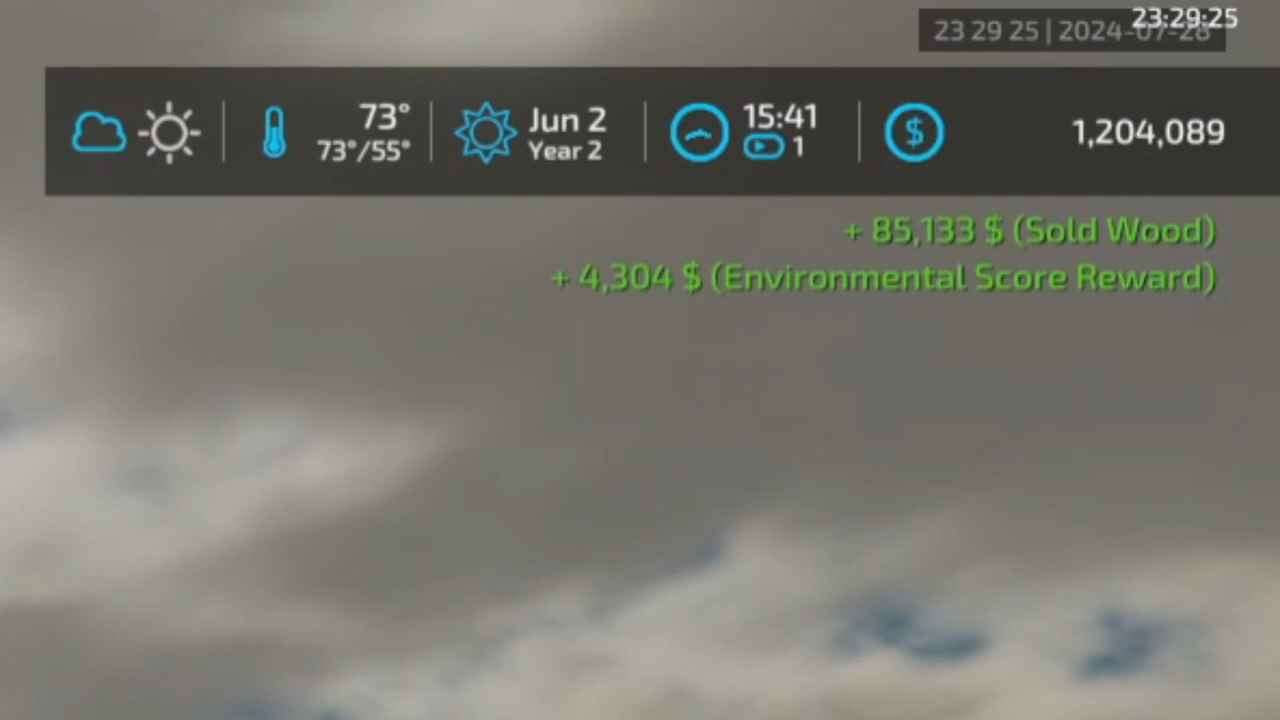 23:29:25
23 29 25 | 2024-07-28
73°
73°/55°
Jun 2
Year 2
15:41
1
$
1,204,089
+ 85,133 $ (Sold Wood)
+ 4,304 $ (Environmental Score Reward)